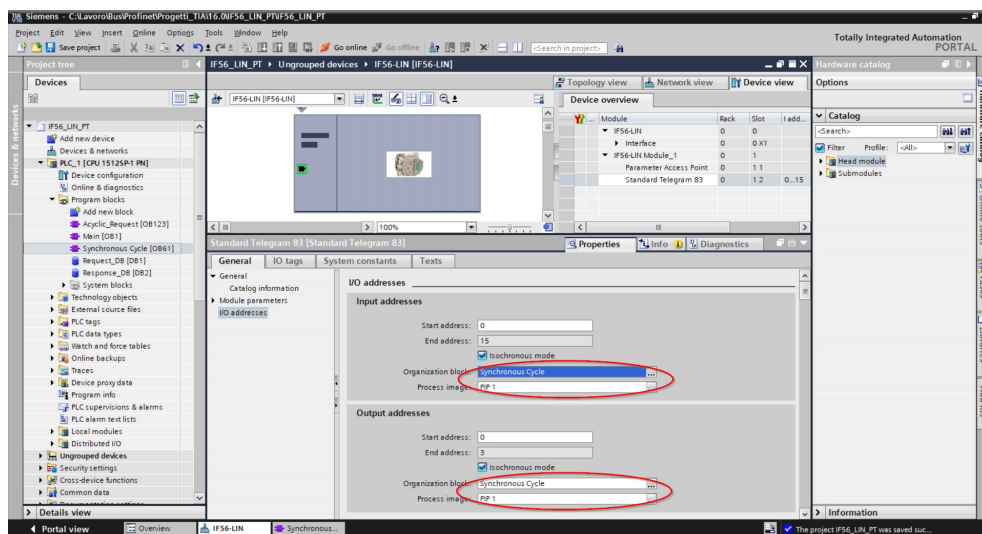 Siemens - C:\Lavoro\Bus\Profinet\Progetti_TIA\16.0\IF56_LIN_PT\IF56_LIN_PT
Project Edit View Insert Online Options Tools Window Help
Totally Integrated Automation
PORTAL
Save project
Go online
Go offline
<Search in project>
Project tree
IF56_LIN_PT ▸ Ungrouped devices ▸ IF56-LIN [IF56-LIN]
Hardware catalog
Devices
Topology view
Network view
Device view
Options
IF56-LIN [IF56-LIN]
Device overview
Module Rack Slot I add...
IF56-LIN 0 0
Interface 0 0 X1
IF56-LIN Module_1 0 1
Parameter Access Point 0 1 1
Standard Telegram 83 0 1 2 0...15
Catalog
<Search>
Filter Profile: <All>
Head module
Submodules
Devices & networks
IF56_LIN_PT
Add new device
Devices & networks
PLC_1 [CPU 1512SP-1 PN]
Device configuration
Online & diagnostics
Program blocks
Add new block
Acyclic_Request [OB123]
Main [OB1]
Synchronous Cycle [OB61]
Request_DB [DB1]
Response_DB [DB2]
System blocks
Technology objects
External source files
PLC tags
PLC data types
Watch and force tables
Online backups
Traces
Device proxy data
Program info
PLC supervisions & alarms
PLC alarm text lists
Local modules
Distributed I/O
Ungrouped devices
Security settings
Cross-device functions
Common data
100%
Standard Telegram 83 [Standard Telegram 83]
Properties
Info
Diagnostics
General IO tags System constants Texts
General
Catalog information
Module parameters
I/O addresses
I/O addresses
Input addresses
Start address: 0
End address: 15
Isochronous mode
Organization block: Synchronous Cycle ...
Process image: PIP 1
Output addresses
Start address: 0
End address: 3
Isochronous mode
Organization block: Synchronous Cycle ...
Process image: PIP 1
Details view
Information
Portal view
Overview
IF56-LIN
Synchronous...
The project IF56_LIN_PT was saved suc...